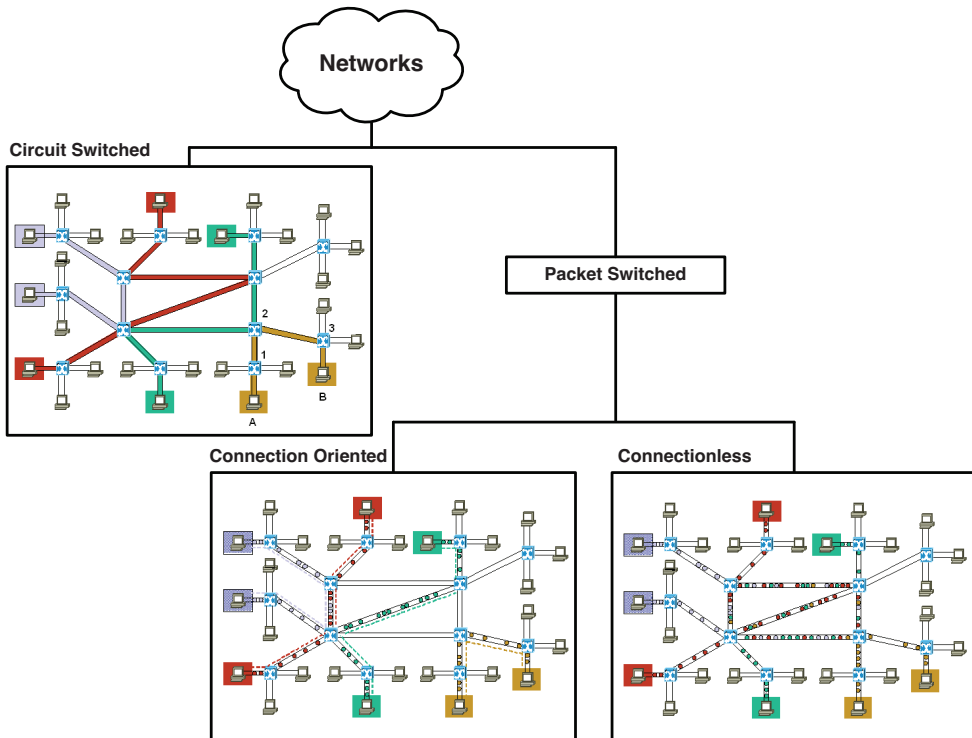 Networks
Circuit Switched
Packet Switched
2
3
1
B
A
Connection Oriented
Connectionless